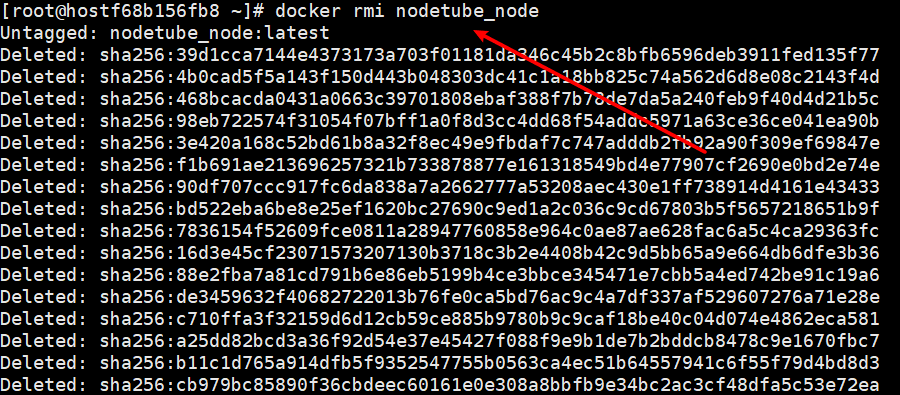 [root@hostf68b156fb8 ~]# docker rmi nodetube_node
Untagged: nodetube_node:latest
Deleted: sha256:39d1cca7144e4373173a703f01181da346c45b2c8bfb6596deb3911fed135f77
Deleted: sha256:4b0cad5f5a143f150d443b048303dc41c1a18bb825c74a562d6d8e08c2143f4d
Deleted: sha256:468bcacda0431a0663c39701808ebaf388f7b78de7da5a240feb9f40d4d21b5c
Deleted: sha256:98eb722574f31054f07bff1a0f8d3cc4dd68f54addc5971a63ce36ce041ea90b
Deleted: sha256:3e420a168c52bd61b8a32f8ec49e9fbdaf7c747adddb2fb92a90f309ef69847e
Deleted: sha256:f1b691ae213696257321b735878877e161318549bd4e77907cf2690e0bd2e74e
Deleted: sha256:90df707ccc917fc6da838a7a2662777a53208aec430e1ff738914d4161e43433
Deleted: sha256:bd522eba6be8e25ef1620bc27690c9ed1a2c036c9cd67803b5f5657218651b9f
Deleted: sha256:7836154f52609fce0811a28947760858e964c0ae87ae628fac6a5c4ca29363fc
Deleted: sha256:16d3e45cf23071573207130b3718c3b2e4408b42c9d5bb65a9e664db6dfe3b36
Deleted: sha256:88e2fba7a81cd791b6e86eb5199b4ce3bbce345471e7cbb5a4ed742be91c19a6
Deleted: sha256:de3459632f40682722013b76fe0ca5bd76ac9c4a7df337af529607276a71e28e
Deleted: sha256:c710ffa3f32159d6d12cb59ce885b9780b9c9caf18be40c04d074e4862eca581
Deleted: sha256:a25dd82bcd3a36f92d54e37e45427f088f9e9b1de7b2bddcb8478c9e1670fbc7
Deleted: sha256:b11c1d765a914dfb5f9352547755b0563ca4ec51b64557941c6f55f79d4bd8d3
Deleted: sha256:cb979bc85890f36cbdeec60161e0e308a8bbfb9e34bc2ac3cf48dfa5c53e72ea